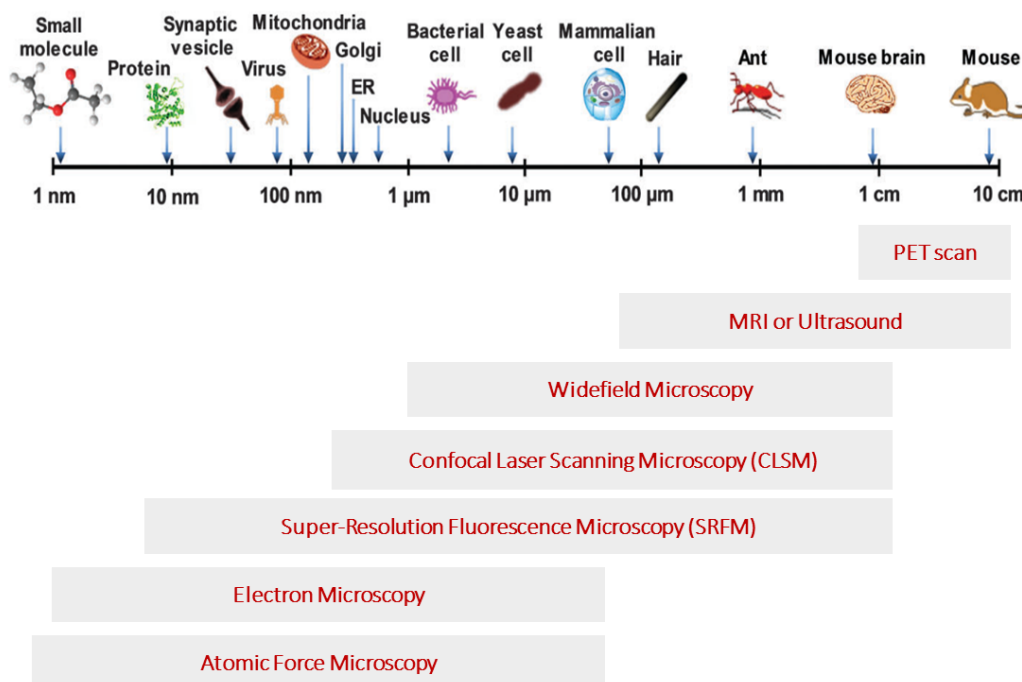 Small
molecule
Protein
Synaptic
vesicle
Virus
Mitochondria
Golgi
ER
Nucleus
Bacterial
cell
Yeast
cell
Mammalian
cell
Hair
Ant
Mouse brain
Mouse
1 nm
10 nm
100 nm
1 µm
10 µm
100 µm
1 mm
1 cm
10 cm
PET scan
MRI or Ultrasound
Widefield Microscopy
Confocal Laser Scanning Microscopy (CLSM)
Super-Resolution Fluorescence Microscopy (SRFM)
Electron Microscopy
Atomic Force Microscopy